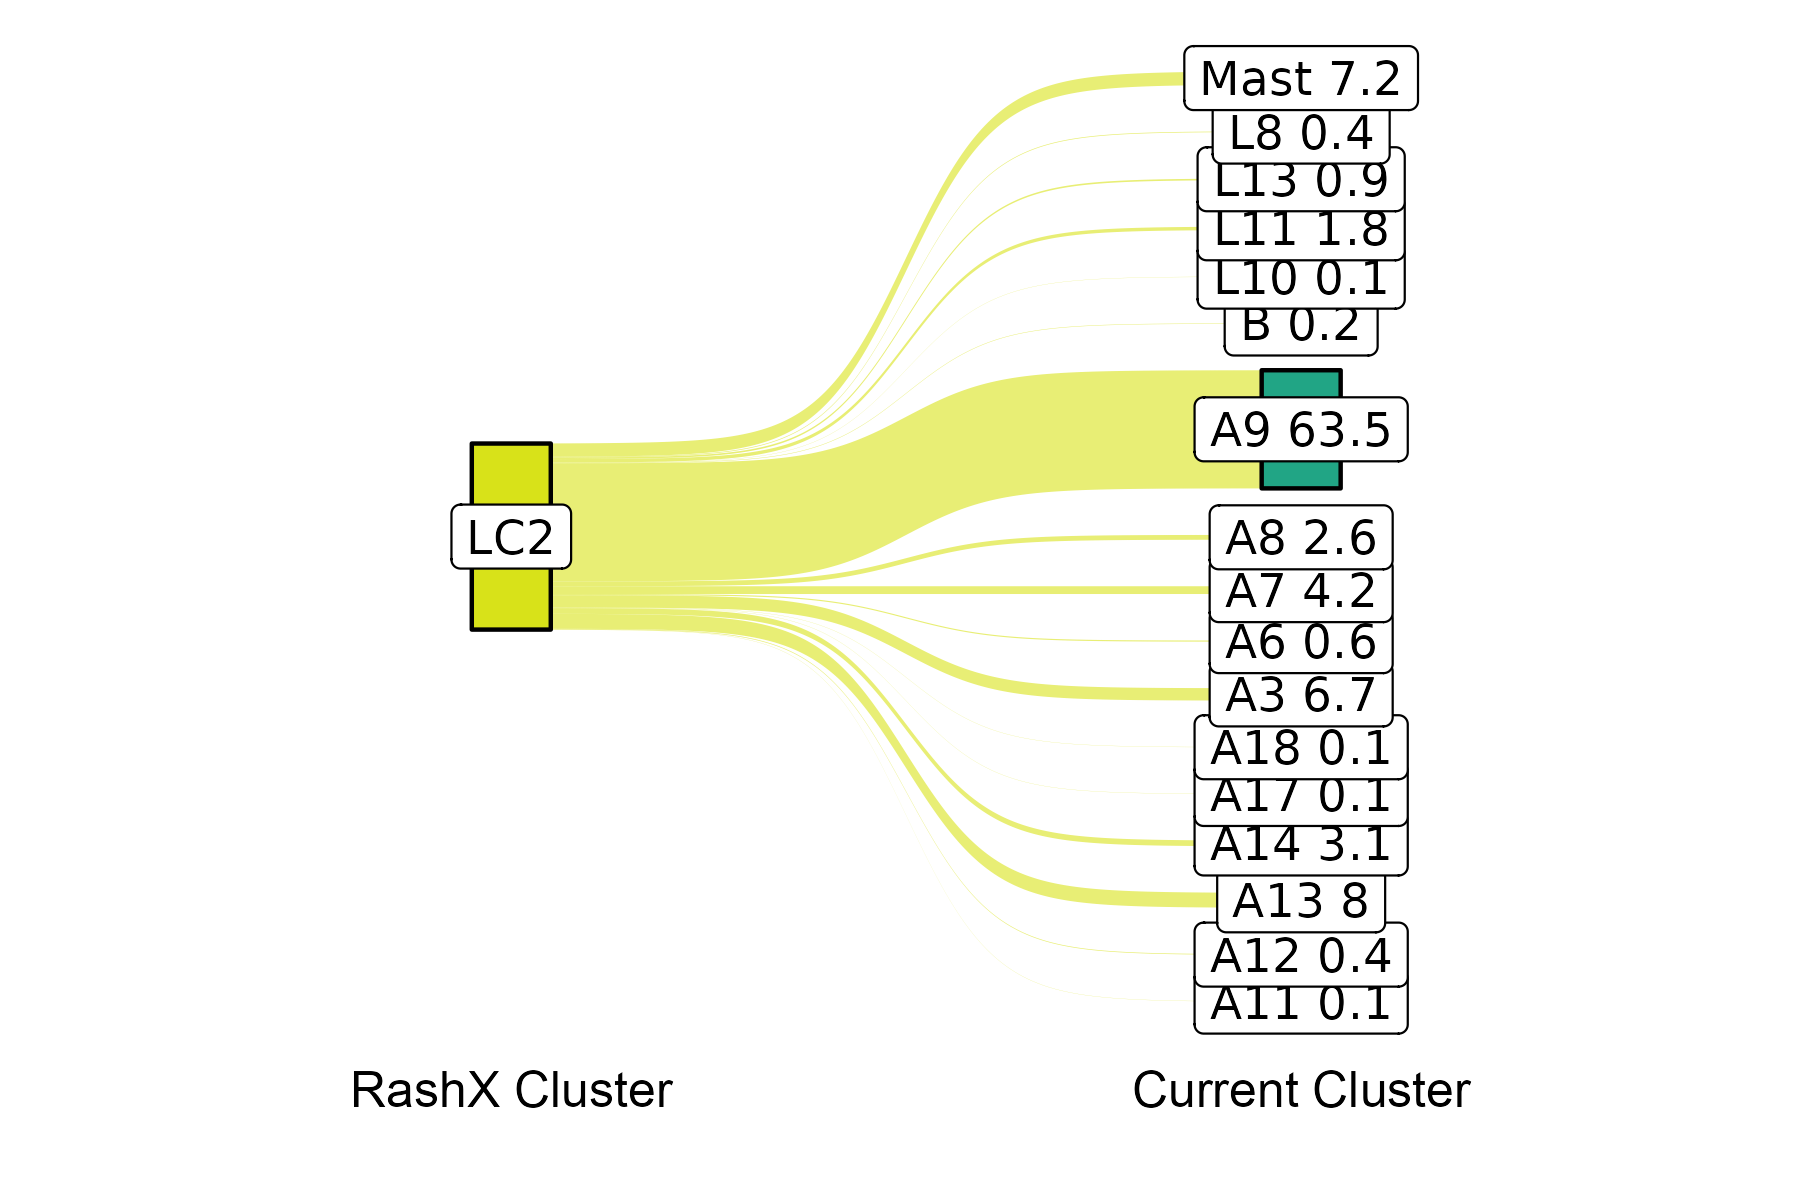 Mast 7.2
L8 0.4
L13 0.9
L11 1.8
L10 0.1
B 0.2
A9 63.5
LC2
A8 2.6
A7 4.2
A6 0.6
A3 6.7
A18 0.1
A17 0.1
A14 3.1
A13 8
A12 0.4
A11 0.1
RashX Cluster
Current Cluster